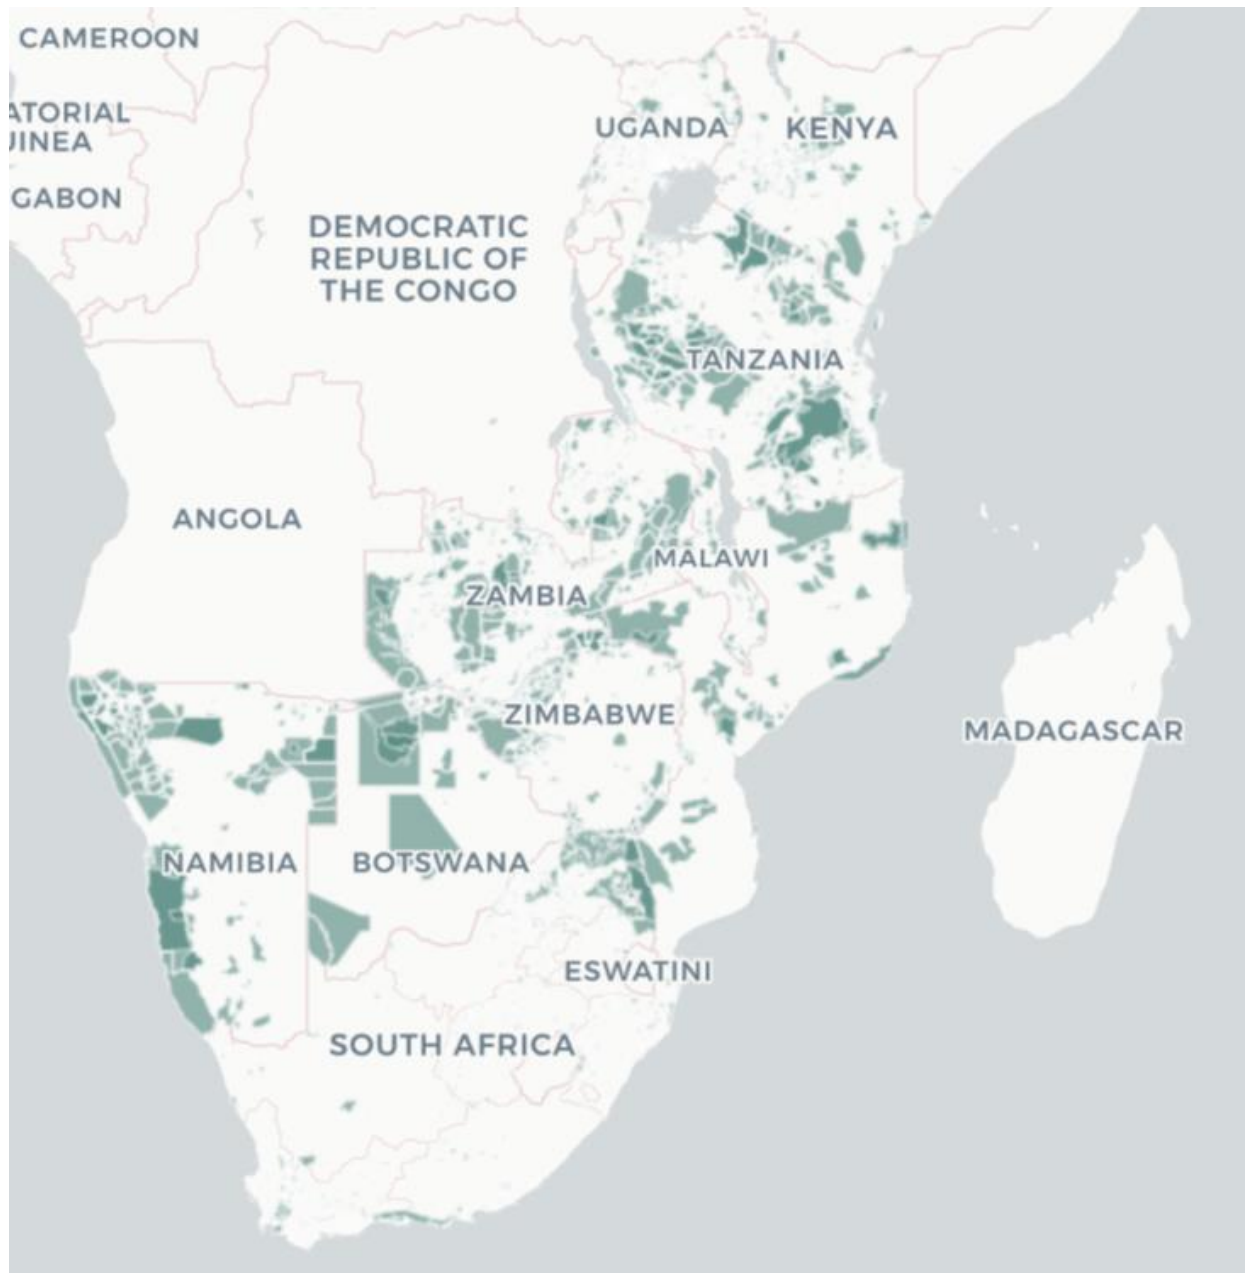 CAMEROON
ATORIAL
UINEA
GABON
UGANDA
KENYA
DEMOCRATIC
REPUBLIC OF
THE CONGO
TANZANIA
ANGOLA
MALAWI
ZAMBIA
ZIMBABWE
MADAGASCAR
NAMIBIA
BOTSWANA
ESWATINI
SOUTH AFRICA